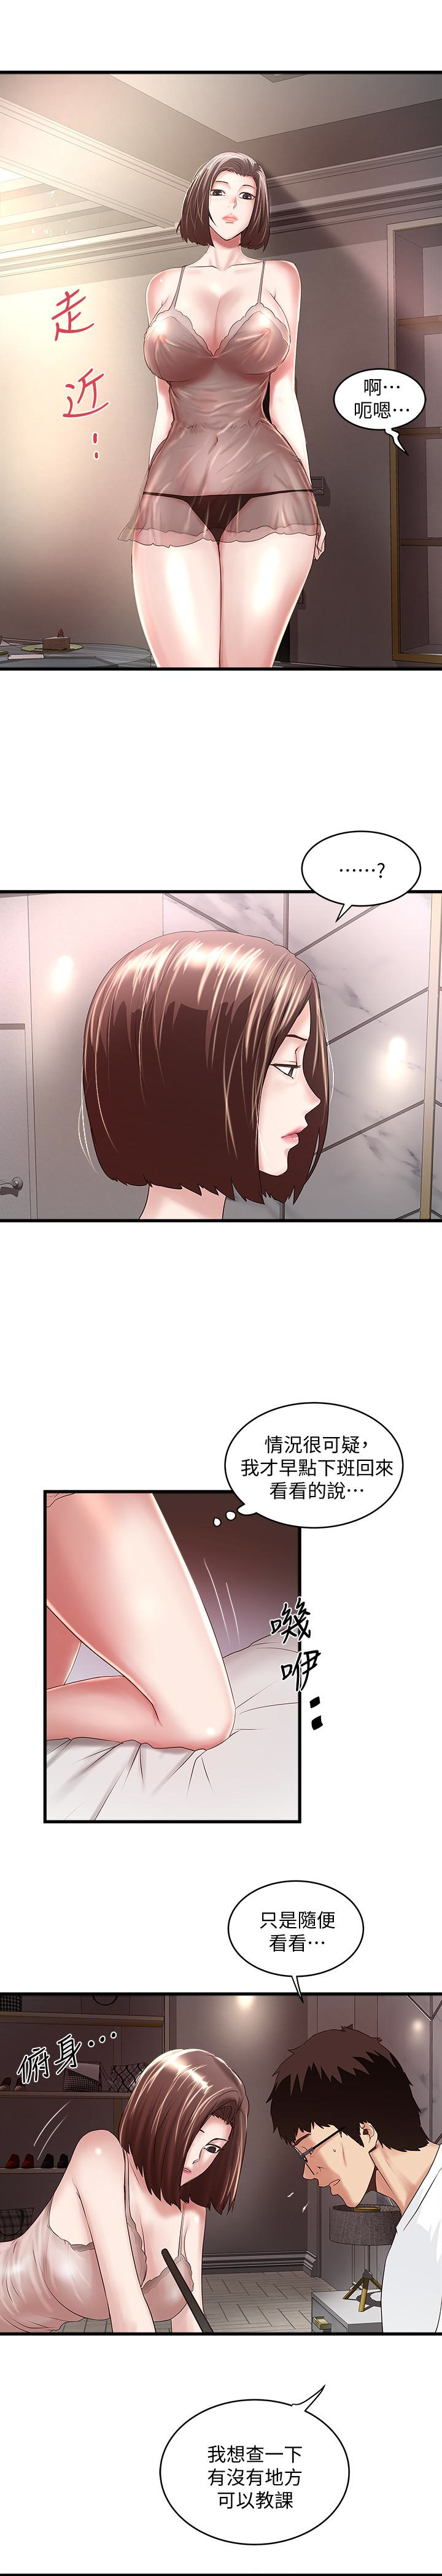 走
近⋯
啊⋯
呃嗯⋯
⋯⋯?
情況很可疑，
我才早點下班回來
看看的說⋯
嘰
咿⋯
只是隨便
看看⋯
俯身⋯
我想查一下
有沒有地方
可以教課